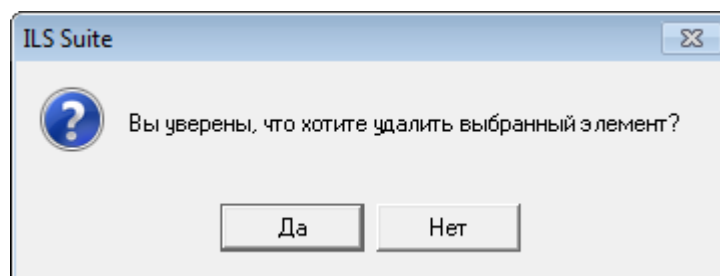 ILS Suite
Вы уверены, что хотите удалить выбранный элемент?
Да Нет